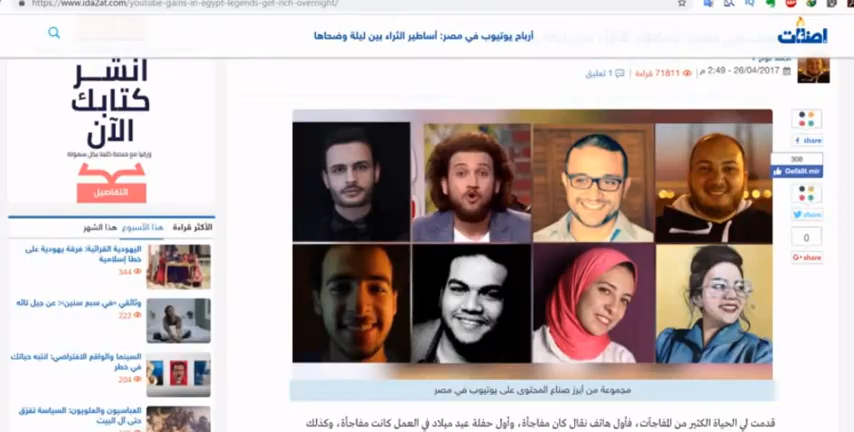 https://www.ida2at.com/youtube-gains-in-egypt-legends-get-rich-overnight/
إضاءات
أرباح يوتيوب في مصر: أساطير الثراء بين ليلة وضحاها
26/04/2017 - 2:49 م
71811 قراءة
1 تعليق
انشر
كتابك
الآن
التفاصيل
share
308
Gefällt mir
share
0
share
الأكثر قراءة هذا الأسبوع هذا الشهر
اليهودية القرائية: فرقة يهودية على
خطا إسلامية
344
وثائقي «في سبع سنين»: عن جيل تائه
222
السينما والواقع الافتراضي: انتبه حياتك
في خطر
204
العباسيون والعلويون: السياسة تفرّق
حتى آل البيت
مجموعة من أبرز صناع المحتوى على يوتيوب في مصر
قدمت لي الحياة الكثير من المفاجآت، فأول هاتف نقال كان مفاجأة، وأول حفلة عيد ميلاد في العمل كانت مفاجأة، وكذلك